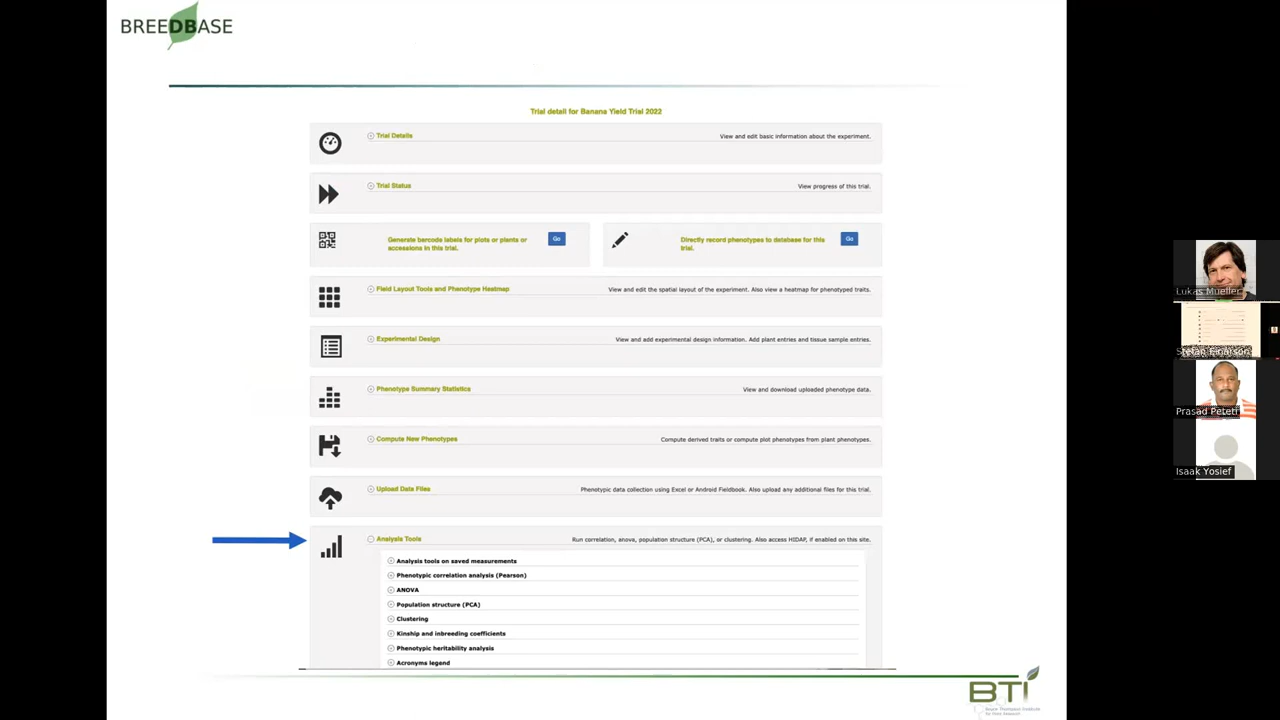 BREEDBASE
Trial detail for Banana Yield Trial 2022
Trial Details
View and edit basic information about the experiment.
Trial Status
View progress of this trial.
Generate barcode labels for plots or plants or
accessions in this trial.
Go
Directly record phenotypes to database for this
trial.
Go
Field Layout Tools and Phenotype Heatmap
View and edit the spatial layout of the experiment. Also view a heatmap for phenotyped traits.
Experimental Design
View and add experimental design information. Add plant entries and tissue sample entries.
Phenotype Summary Statistics
View and download uploaded phenotype data.
Compute New Phenotypes
Compute derived traits or compute plot phenotypes from plant phenotypes.
Upload Data Files
Phenotypic data collection using Excel or Android Fieldbook. Also upload any additional files for this trial.
Analysis Tools
Run correlation, anova, population structure (PCA), or clustering. Also access HIDAP, if enabled on this site.
Analysis tools on saved measurements
Phenotypic correlation analysis (Pearson)
ANOVA
Population structure (PCA)
Clustering
Kinship and inbreeding coefficients
Phenotypic heritability analysis
Acronyms legend
BTI
Lukas Mueller
Prasad Peteti
Isaak Yosief